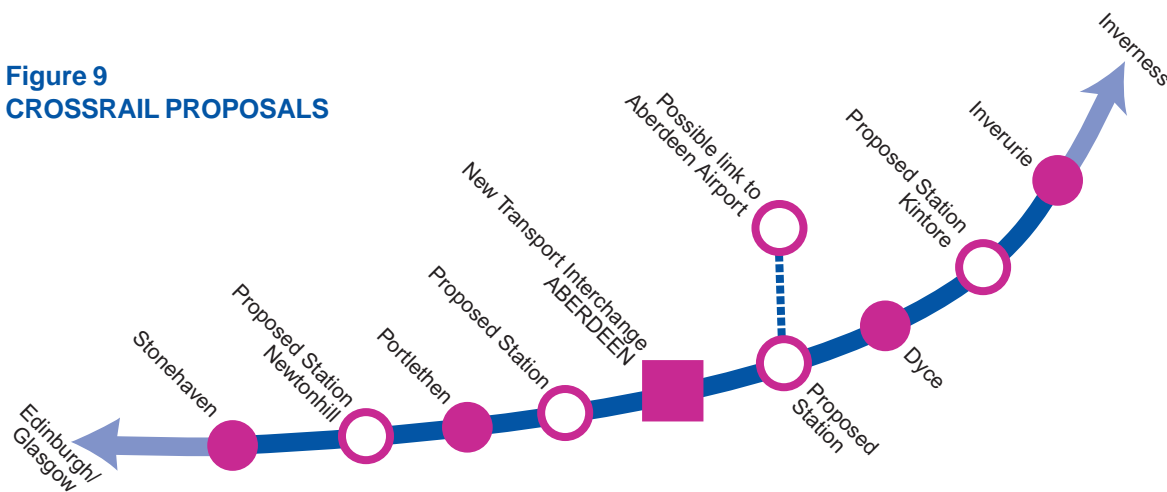 Figure 9
CROSSRAIL PROPOSALS
Edinburgh/
Glasgow
Stonehaven
Proposed Station
Newtonhill
Portlethen
Proposed Station
New Transport Interchange
ABERDEEN
Possible link to
Aberdeen Airport
Proposed
Station
Dyce
Proposed Station
Kintore
Inverurie
Inverness